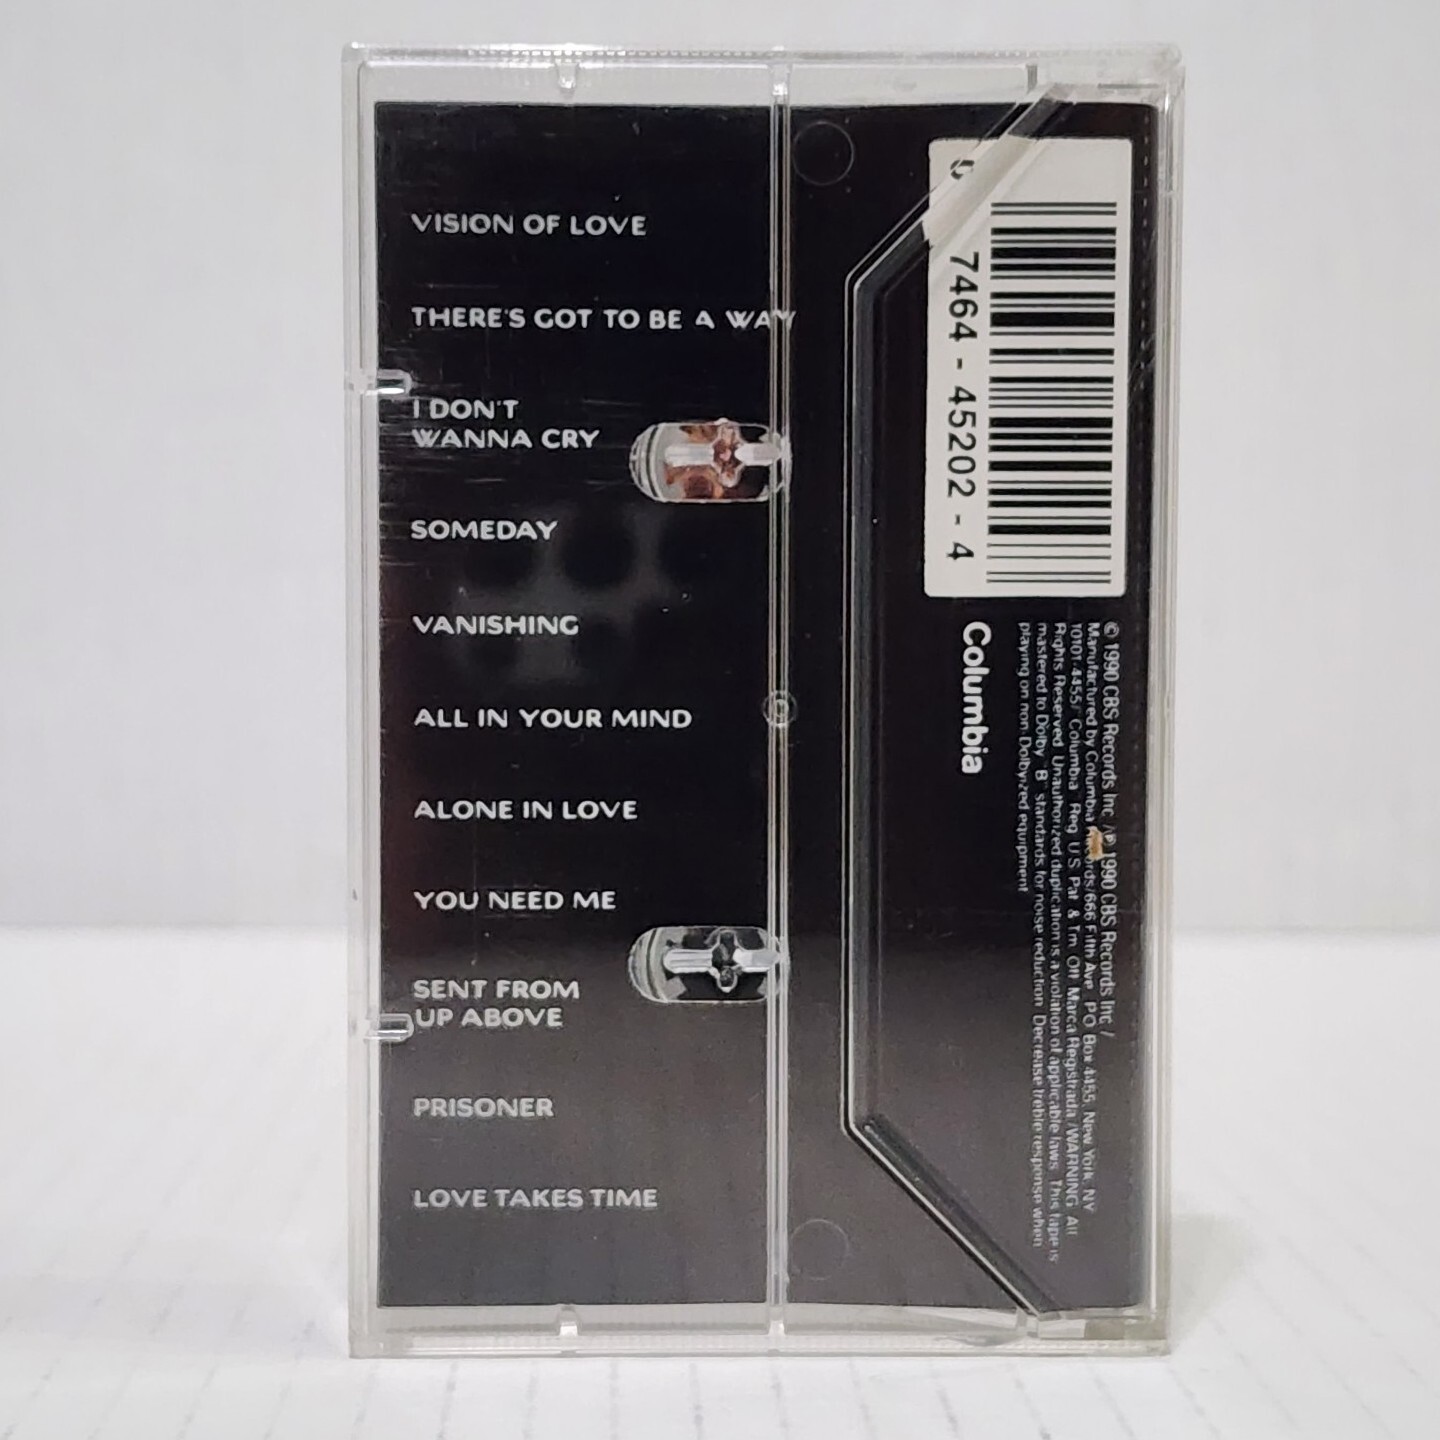 VISION OF LOVE
THERE'S GOT TO BE A WAY
I DON'T
WANNA CRY
SOMEDAY
VANISHING
ALL IN YOUR MIND
ALONE IN LOVE
YOU NEED ME
SENT FROM
UP ABOVE
PRISONER
LOVE TAKES TIME
0
7464 - 45202 - 4
Columbia
© 1990 CBS Records Inc./℗ 1990 CBS Records Inc./
Manufactured by Columbia Records/666 Fifth Ave., P.O. Box 4455, New York, N.Y.
10101-4455/"Columbia" Reg. U.S. Pat. & Tm. Off. Marca Registrada./WARNING: All
Rights Reserved. Unauthorized duplication is a violation of applicable laws. This tape is
mastered to Dolby "B" standards for noise reduction. Decrease treble response when
playing on non-Dolbyized equipment.